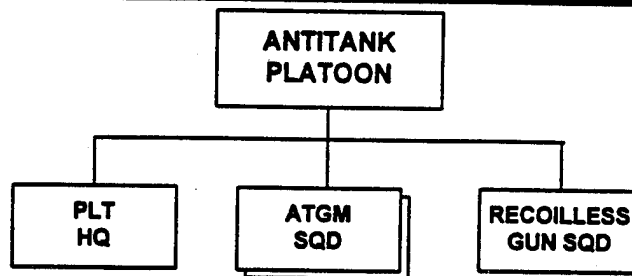 ANTITANK
PLATOON
PLT
HQ
ATGM
SQD
RECOILLESS
GUN SQD